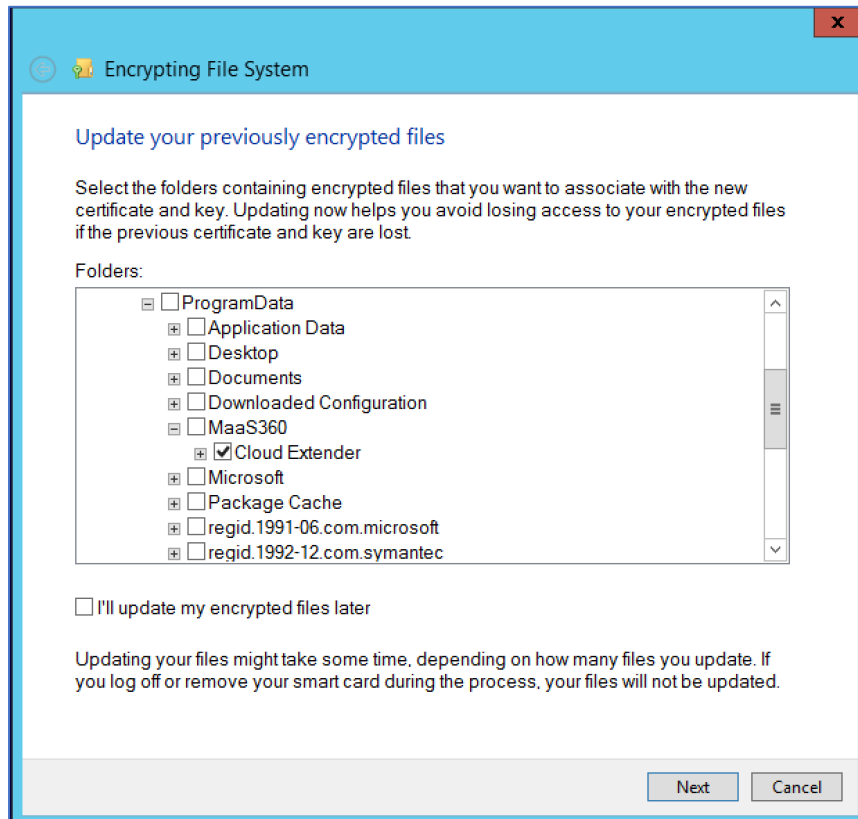 x
Encrypting File System
Update your previously encrypted files
Select the folders containing encrypted files that you want to associate with the new
certificate and key. Updating now helps you avoid losing access to your encrypted files
if the previous certificate and key are lost.
Folders:
ProgramData
Application Data
Desktop
Documents
Downloaded Configuration
MaaS360
Cloud Extender
Microsoft
Package Cache
regid.1991-06.com.microsoft
regid.1992-12.com.symantec
I'll update my encrypted files later
Updating your files might take some time, depending on how many files you update. If
you log off or remove your smart card during the process, your files will not be updated.
Next Cancel